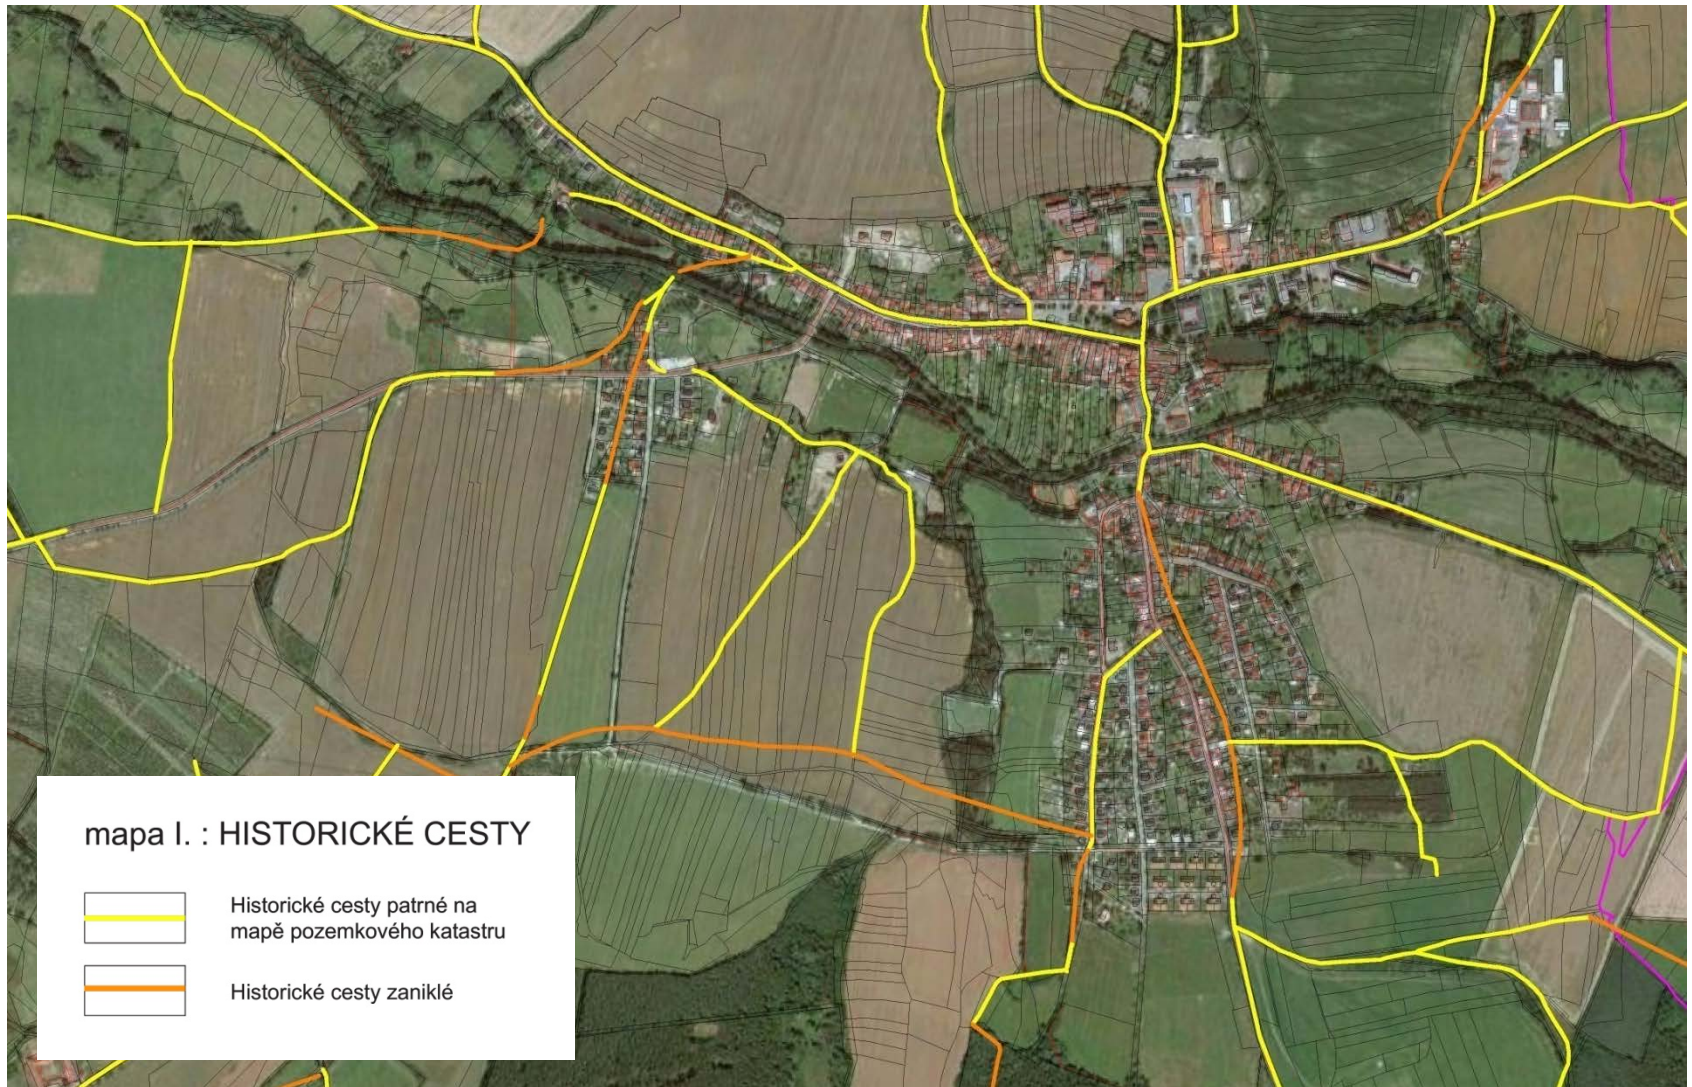 mapa I. : HISTORICKÉ CESTY
Historické cesty patrné na
mapě pozemkového katastru
Historické cesty zaniklé